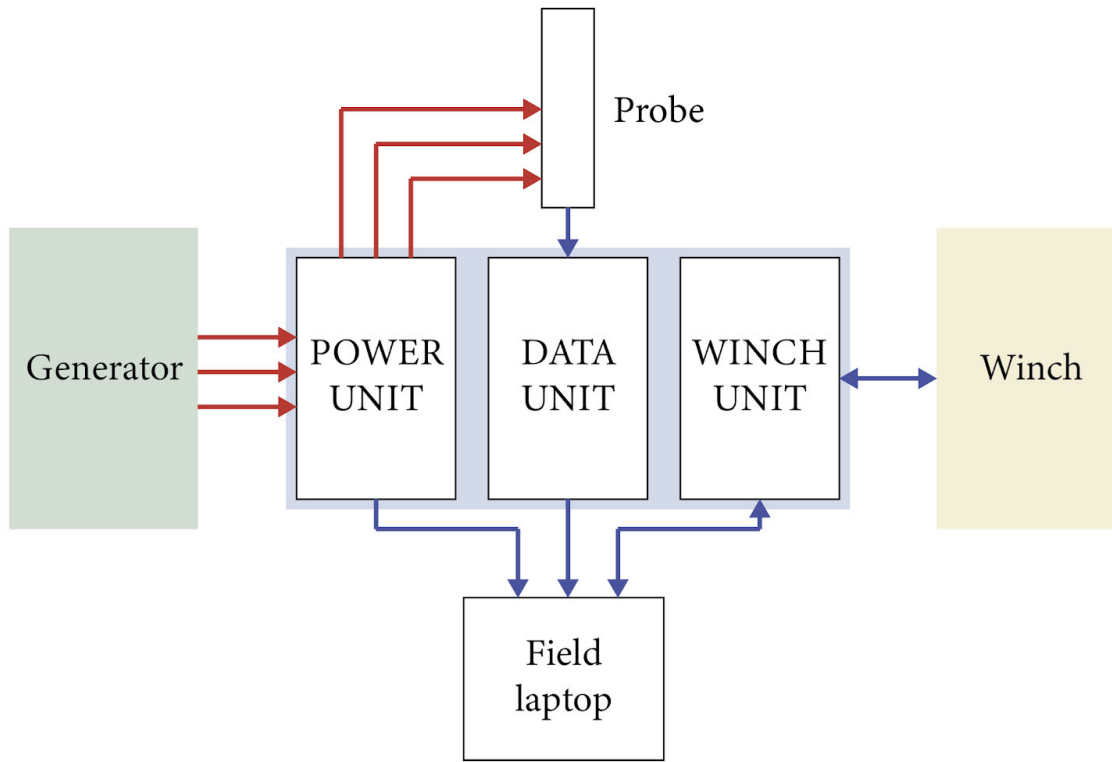 Probe
Generator
POWER
UNIT
DATA
UNIT
WINCH
UNIT
Winch
Field
laptop